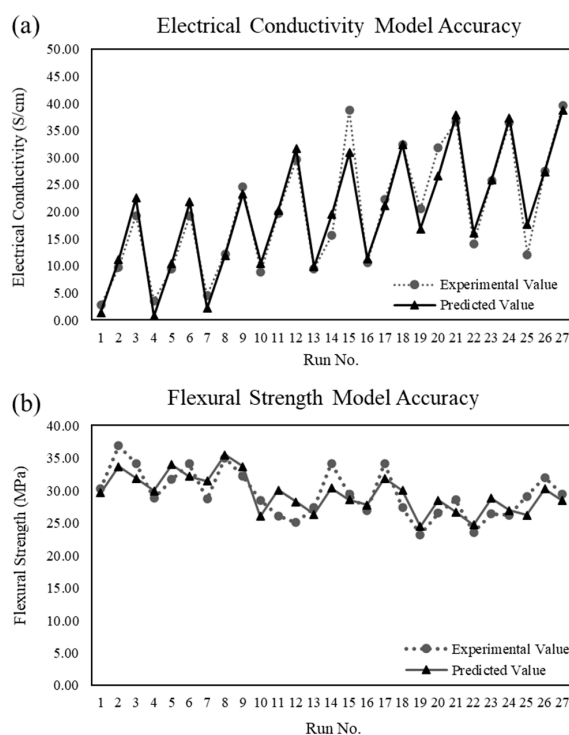 (a)
Electrical Conductivity Model Accuracy
50.00
45.00
40.00
35.00
30.00
25.00
20.00
15.00
10.00
5.00
0.00
Electrical Conductivity (S/cm)
Experimental Value
Predicted Value
1 2 3 4 5 6 7 8 9 10 11 12 13 14 15 16 17 18 19 20 21 22 23 24 25 26 27
Run No.
(b)
Flexural Strength Model Accuracy
40.00
35.00
30.00
25.00
20.00
15.00
10.00
5.00
0.00
Flexural Strength (MPa)
Experimental Value
Predicted Value
1 2 3 4 5 6 7 8 9 10 11 12 13 14 15 16 17 18 19 20 21 22 23 24 25 26 27
Run No.